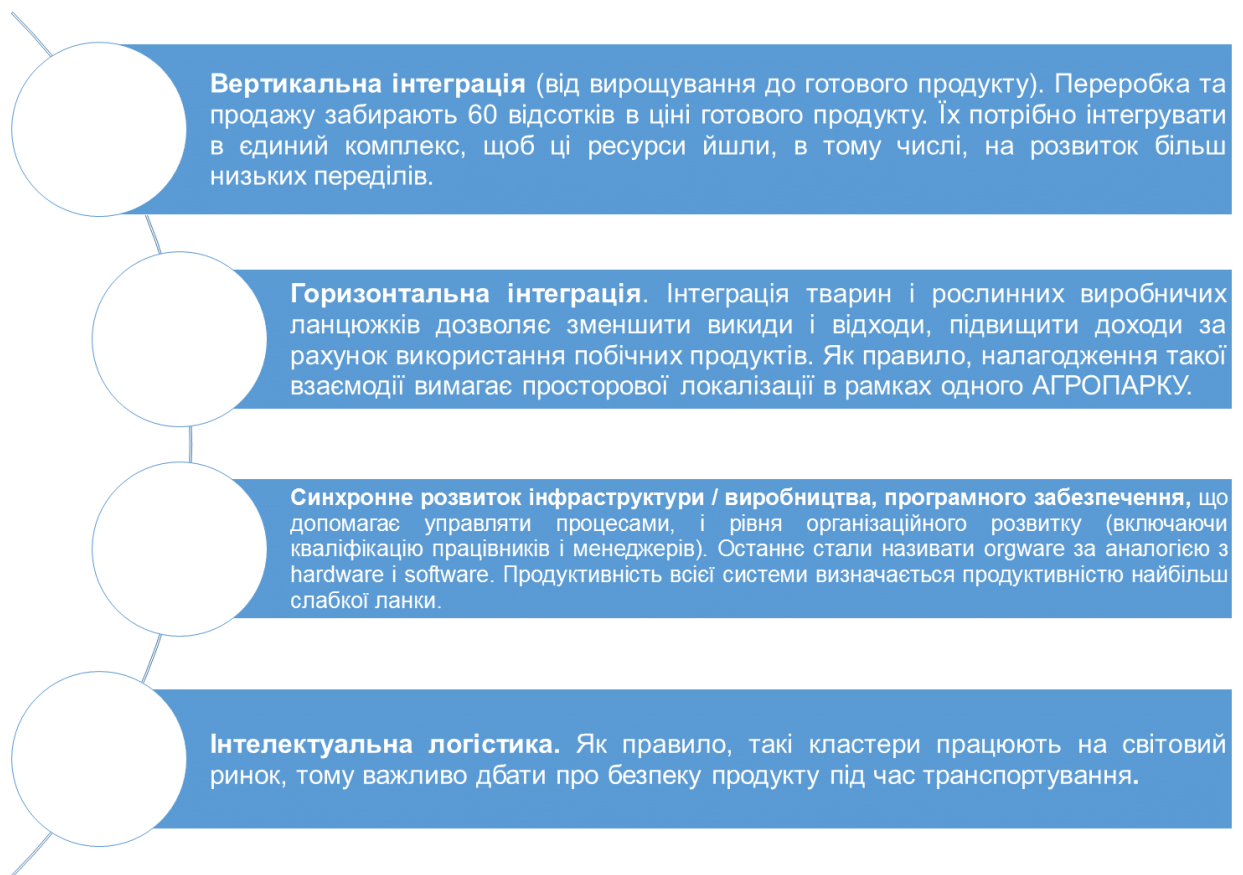 Вертикальна інтеграція (від вирощування до готового продукту). Переробка та
продажу забирають 60 відсотків в ціні готового продукту. Їх потрібно інтегрувати
в єдиний комплекс, щоб ці ресурси йшли, в тому числі, на розвиток більш
низьких переділів.
Горизонтальна інтеграція. Інтеграція тварин і рослинних виробничих
ланцюжків дозволяє зменшити викиди і відходи, підвищити доходи за
рахунок використання побічних продуктів. Як правило, налагодження такої
взаємодії вимагає просторової локалізації в рамках одного АГРОПАРКУ.
Синхронне розвиток інфраструктури / виробництва, програмного забезпечення, що
допомагає управляти процесами, і рівня організаційного розвитку (включаючи
кваліфікацію працівників і менеджерів). Останнє стали називати orgware за аналогією з
hardware і software. Продуктивність всієї системи визначається продуктивністю найбільш
слабкої ланки.
Інтелектуальна логістика. Як правило, такі кластери працюють на світовий
ринок, тому важливо дбати про безпеку продукту під час транспортування.